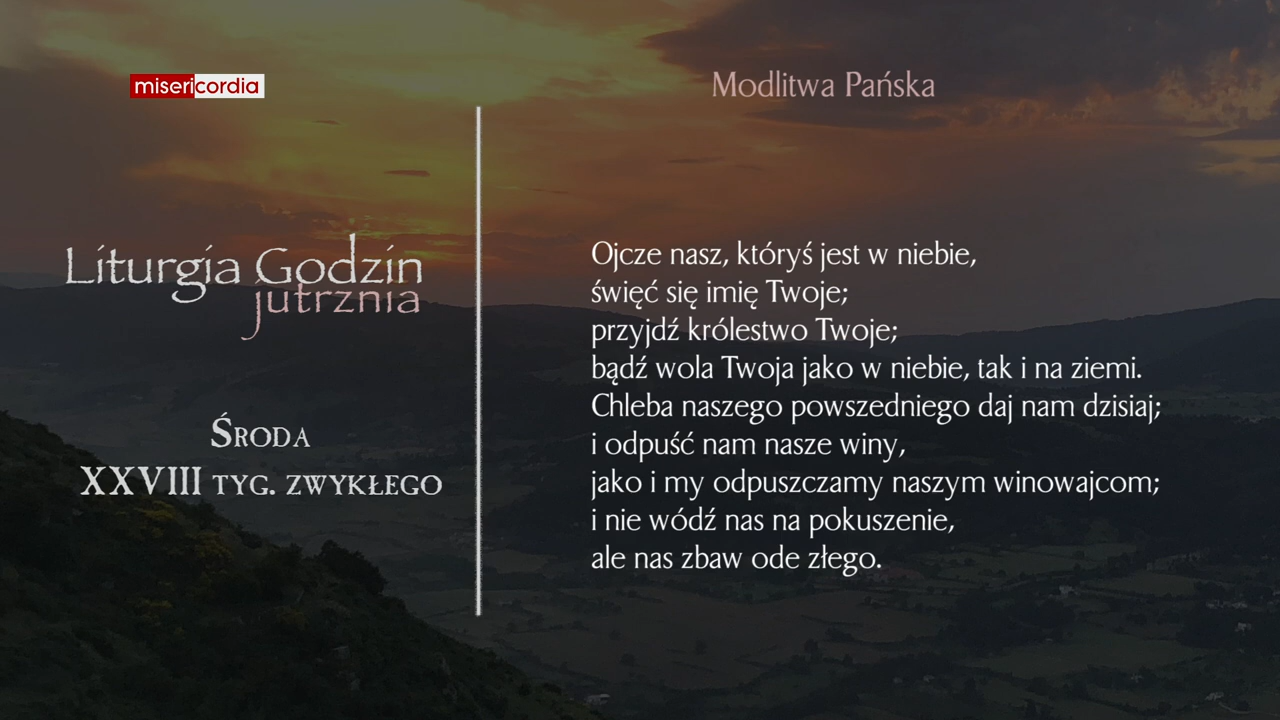 misericordia
Liturgia Godzin
jutrznia
Środa
XXVIII tyg. zwykłego
Modlitwa Pańska
Ojcze nasz, któryś jest w niebie,
święć się imię Twoje;
przyjdź królestwo Twoje;
bądź wola Twoja jako w niebie, tak i na ziemi.
Chleba naszego powszedniego daj nam dzisiaj;
i odpuść nam nasze winy,
jako i my odpuszczamy naszym winowajcom;
i nie wódź nas na pokuszenie,
ale nas zbaw ode złego.